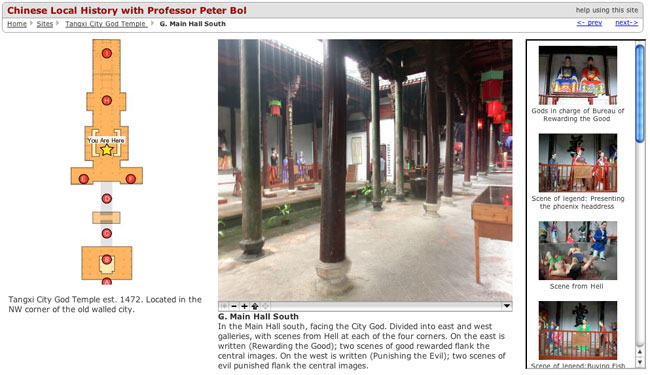 Chinese Local History with Professor Peter Bol
help using this site
Home Sites Tangxi City God Temple G. Main Hall South
<- prev next->
I
H
You Are Here
E F
D
C
B
A
Tangxi City God Temple est. 1472. Located in the
NW corner of the old walled city.
G. Main Hall South
In the Main Hall south, facing the City God. Divided into east and west
galleries, with scenes from Hell at each of the four corners. On the east is
written (Rewarding the Good); two scenes of good rewarded flank the
central images. On the west is written (Punishing the Evil); two scenes of
evil punished flank the central images.
Gods in charge of Bureau of
Rewarding the Good
Scene of legend: Presenting
the phoenix headdress
Scene from Hell
賞
Scene of legend:Buying Fish